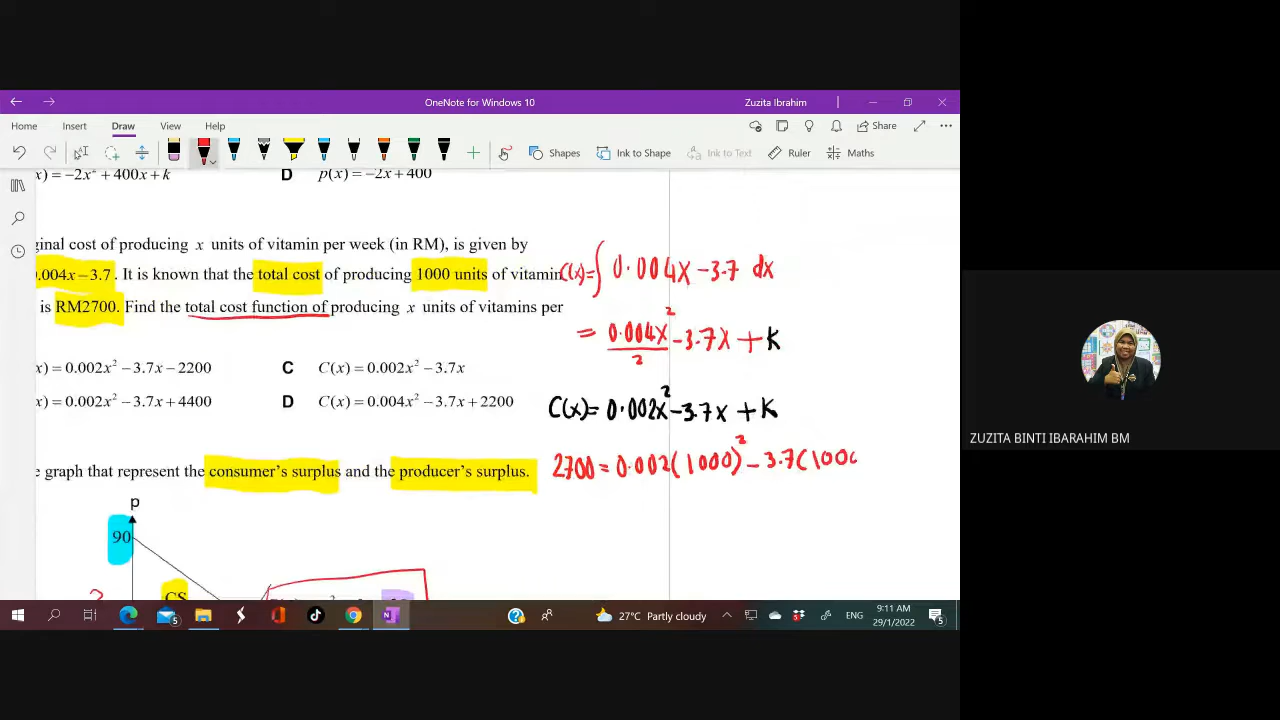 OneNote for Windows 10
Zuzita Ibrahim
Home Insert Draw View Help
Share
Shapes Ink to Shape Ink to Text Ruler Maths
x) = −2x² + 400x + k D p(x) = −2x + 400
ginal cost of producing x units of vitamin per week (in RM), is given by
0.004x − 3.7 . It is known that the total cost of producing 1000 units of vitamin
is RM2700. Find the total cost function of producing x units of vitamins per
x) = 0.002x² − 3.7x − 2200 C C(x) = 0.002x² − 3.7x
x) = 0.002x² − 3.7x + 4400 D C(x) = 0.004x² − 3.7x + 2200
C(x) = ∫ 0.004x − 3.7 dx
= 0.004x²/2 − 3.7x + K
C(x) = 0.002x² − 3.7x + K
2700 = 0.002(1000)² − 3.7(1000
e graph that represent the consumer's surplus and the producer's surplus.
p
90
CS
ZUZITA BINTI IBARAHIM BM
27°C Partly cloudy
ENG
9:11 AM
29/1/2022
5
5